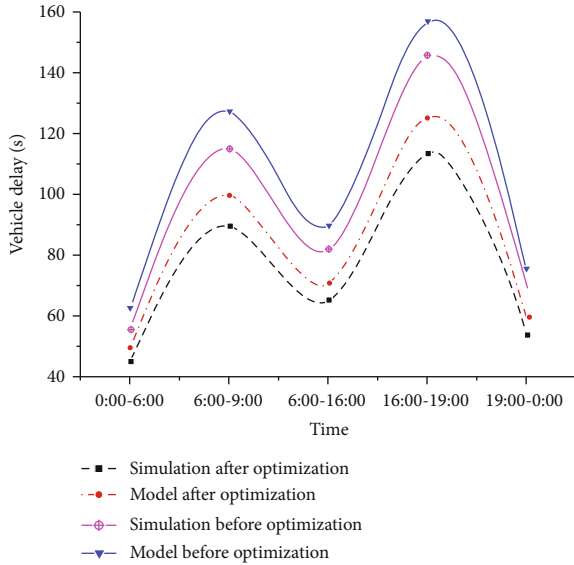 160
140
120
100
80
60
40
Vehicle delay (s)
0:00-6:00 6:00-9:00 6:00-16:00 16:00-19:00 19:00-0:00
Time
Simulation after optimization
Model after optimization
Simulation before optimization
Model before optimization